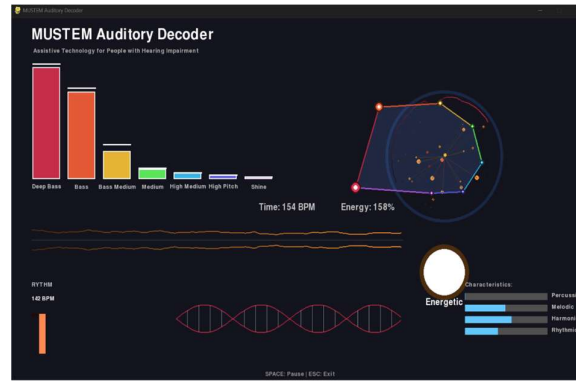 MUSTEM Auditory Decoder
MUSTEM Auditory Decoder
Assistive Technology for People with Hearing Impairment
Deep Bass Bass Bass Medium Medium High Medium High Pitch Shine
Time: 154 BPM Energy: 158%
RYTHM
142 BPM
Energetic
Characteristics:
Percuss
Melodic
Harmoni
Rhythmi
SPACE: Pause | ESC: Exit